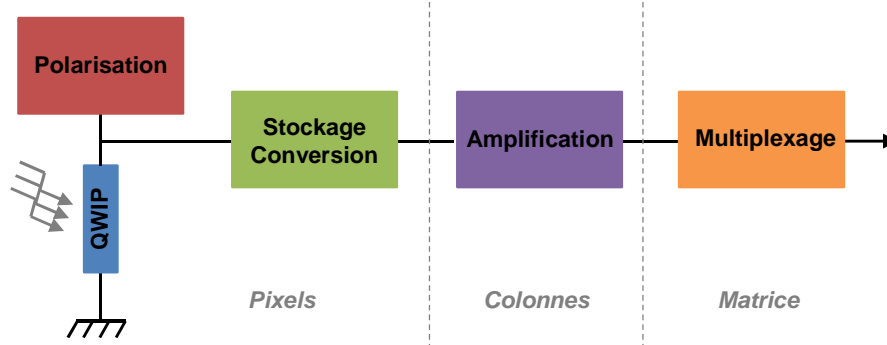 Polarisation
Stockage
Conversion
Amplification
Multiplexage
QWIP
Pixels
Colonnes
Matrice